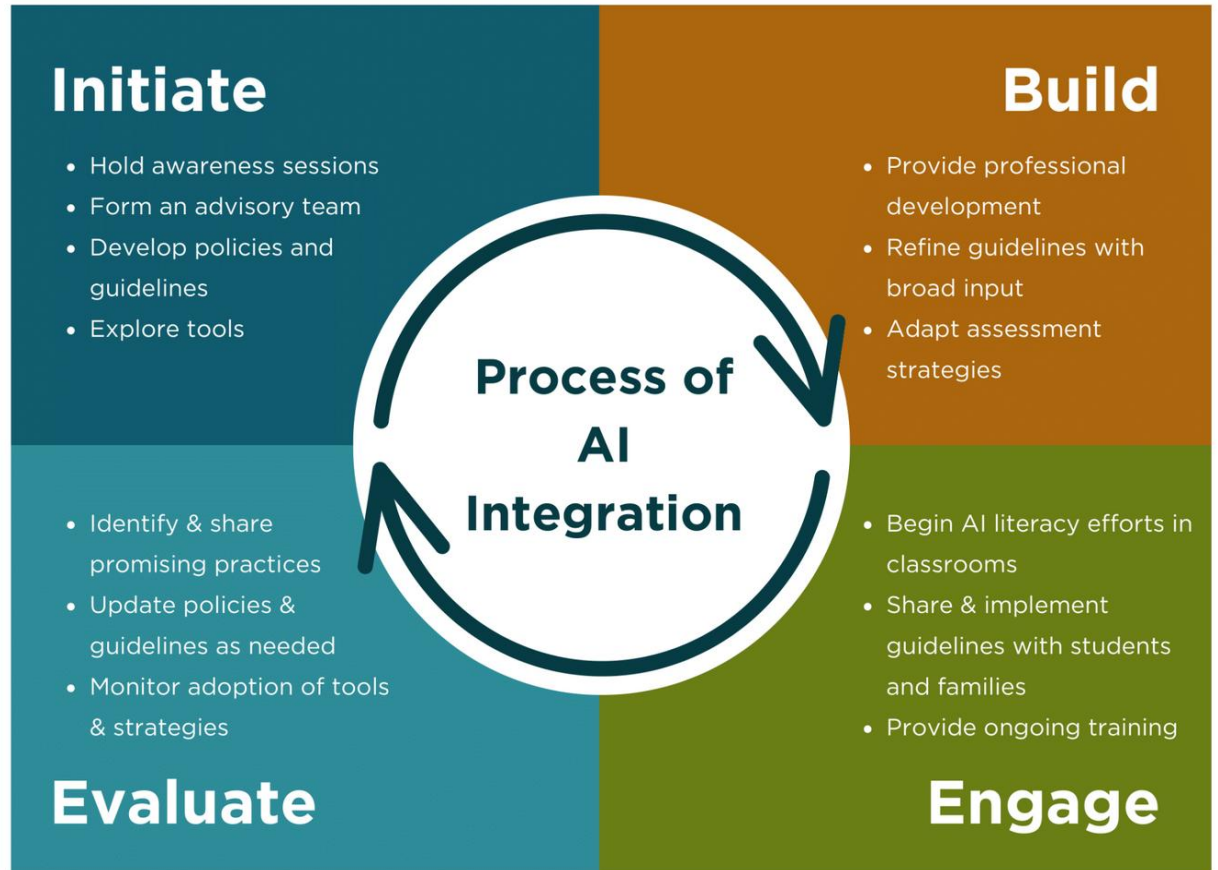 Initiate
• Hold awareness sessions
• Form an advisory team
• Develop policies and
guidelines
• Explore tools
Build
• Provide professional
development
• Refine guidelines with
broad input
• Adapt assessment
strategies
Process of
AI
Integration
• Begin AI literacy efforts in
classrooms
• Share & implement
guidelines with students
and families
• Provide ongoing training
Engage
• Identify & share
promising practices
• Update policies &
guidelines as needed
• Monitor adoption of tools
& strategies
Evaluate